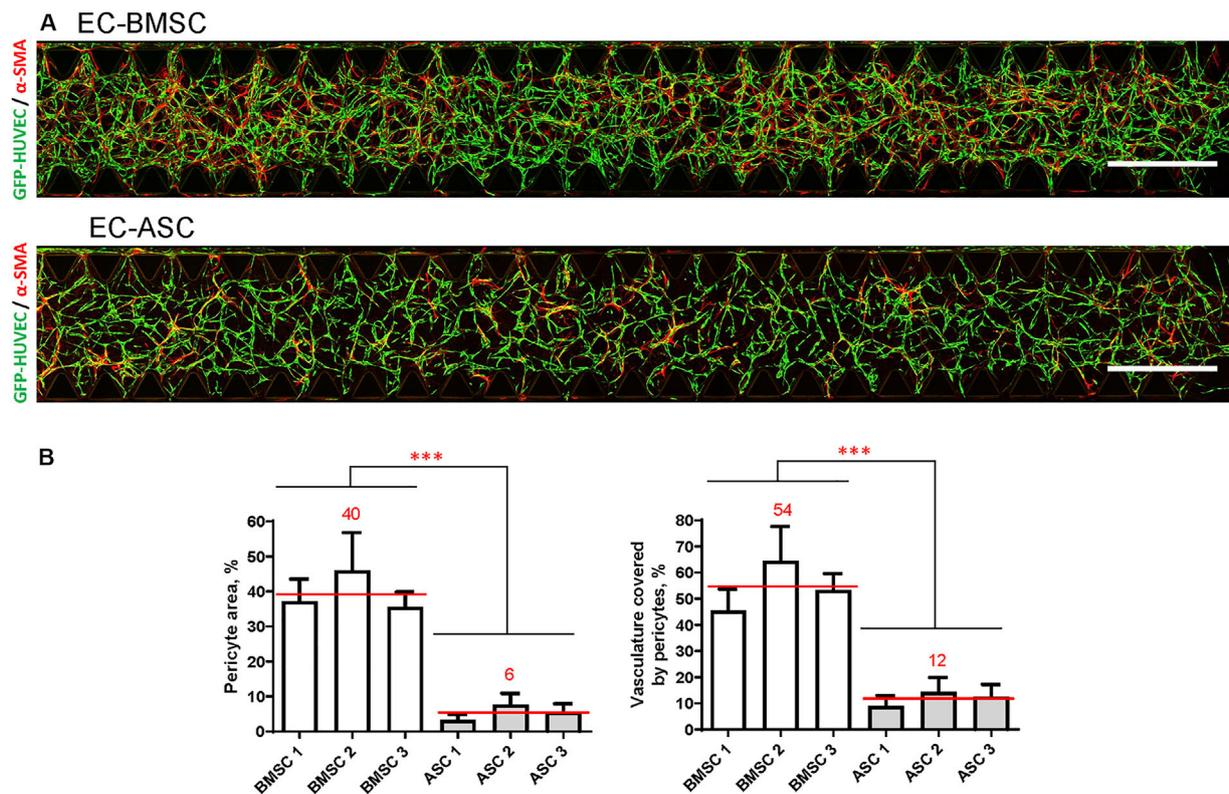 A EC-BMSC
GFP-HUVEC / α-SMA
EC-ASC
GFP-HUVEC / α-SMA
B
***
40
Pericyte area, %
60
50
40
30
20
10
0
6
BMSC 1
BMSC 2
BMSC 3
ASC 1
ASC 2
ASC 3
***
54
Vasculature covered
by pericytes, %
80
70
60
50
40
30
20
10
0
12
BMSC 1
BMSC 2
BMSC 3
ASC 1
ASC 2
ASC 3